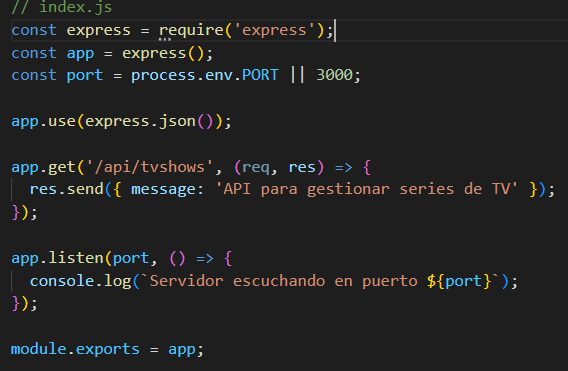 // index.js
const express = require('express');
const app = express();
const port = process.env.PORT || 3000;
app.use(express.json());
app.get('/api/tvshows', (req, res) => {
  res.send({ message: 'API para gestionar series de TV' });
});
app.listen(port, () => {
  console.log(`Servidor escuchando en puerto ${port}`);
});
module.exports = app;